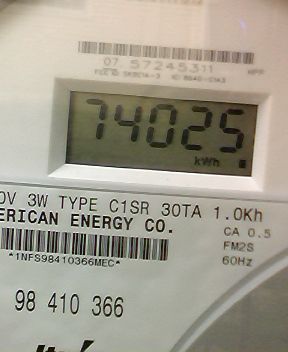 07 57245311
74025
kWh
0V 3W TYPE C1SR 30TA 1.0Kh
ERICAN ENERGY CO.
CA 0.5
FM2S
60Hz
*1NFS98410366MEC*
98 410 366